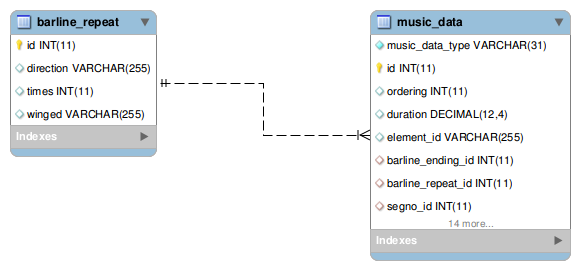 barline_repeat
id INT(11)
direction VARCHAR(255)
times INT(11)
winged VARCHAR(255)
Indexes
music_data
music_data_type VARCHAR(31)
id INT(11)
ordering INT(11)
duration DECIMAL(12,4)
element_id VARCHAR(255)
barline_ending_id INT(11)
barline_repeat_id INT(11)
segno_id INT(11)
14 more...
Indexes